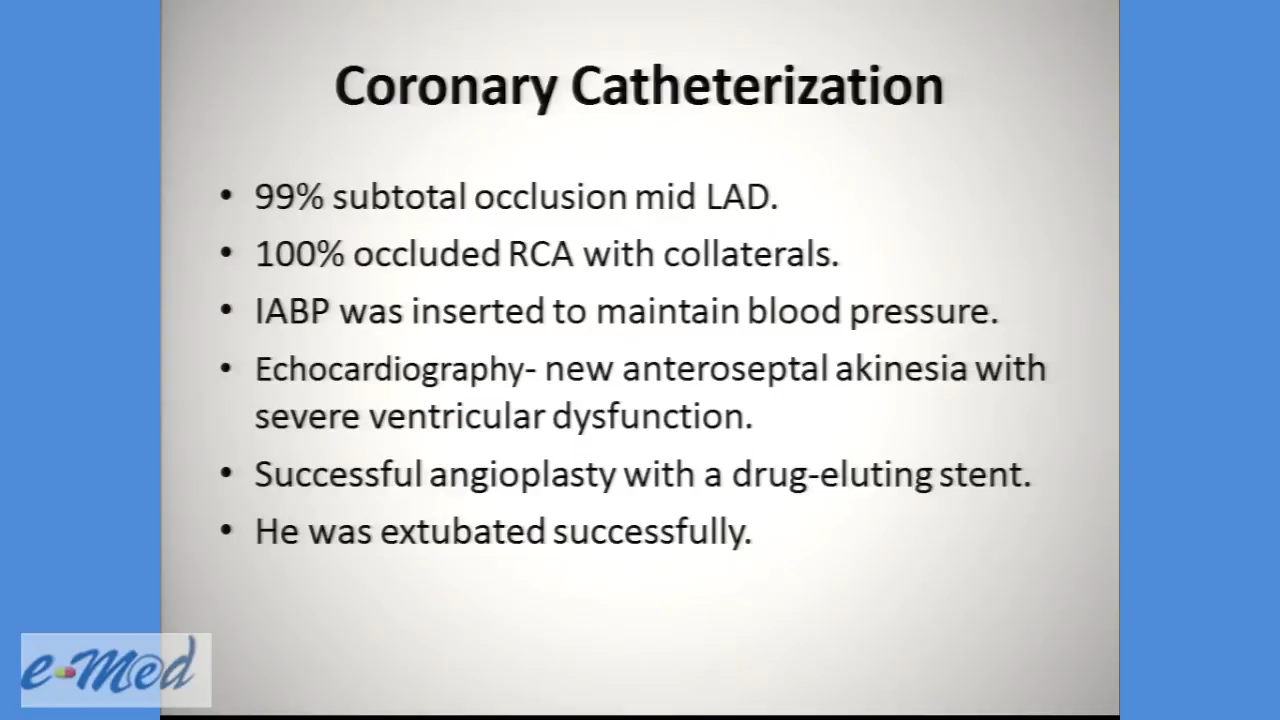 Coronary Catheterization
• 99% subtotal occlusion mid LAD.
• 100% occluded RCA with collaterals.
• IABP was inserted to maintain blood pressure.
• Echocardiography- new anteroseptal akinesia with
severe ventricular dysfunction.
• Successful angioplasty with a drug-eluting stent.
• He was extubated successfully.
e-Med